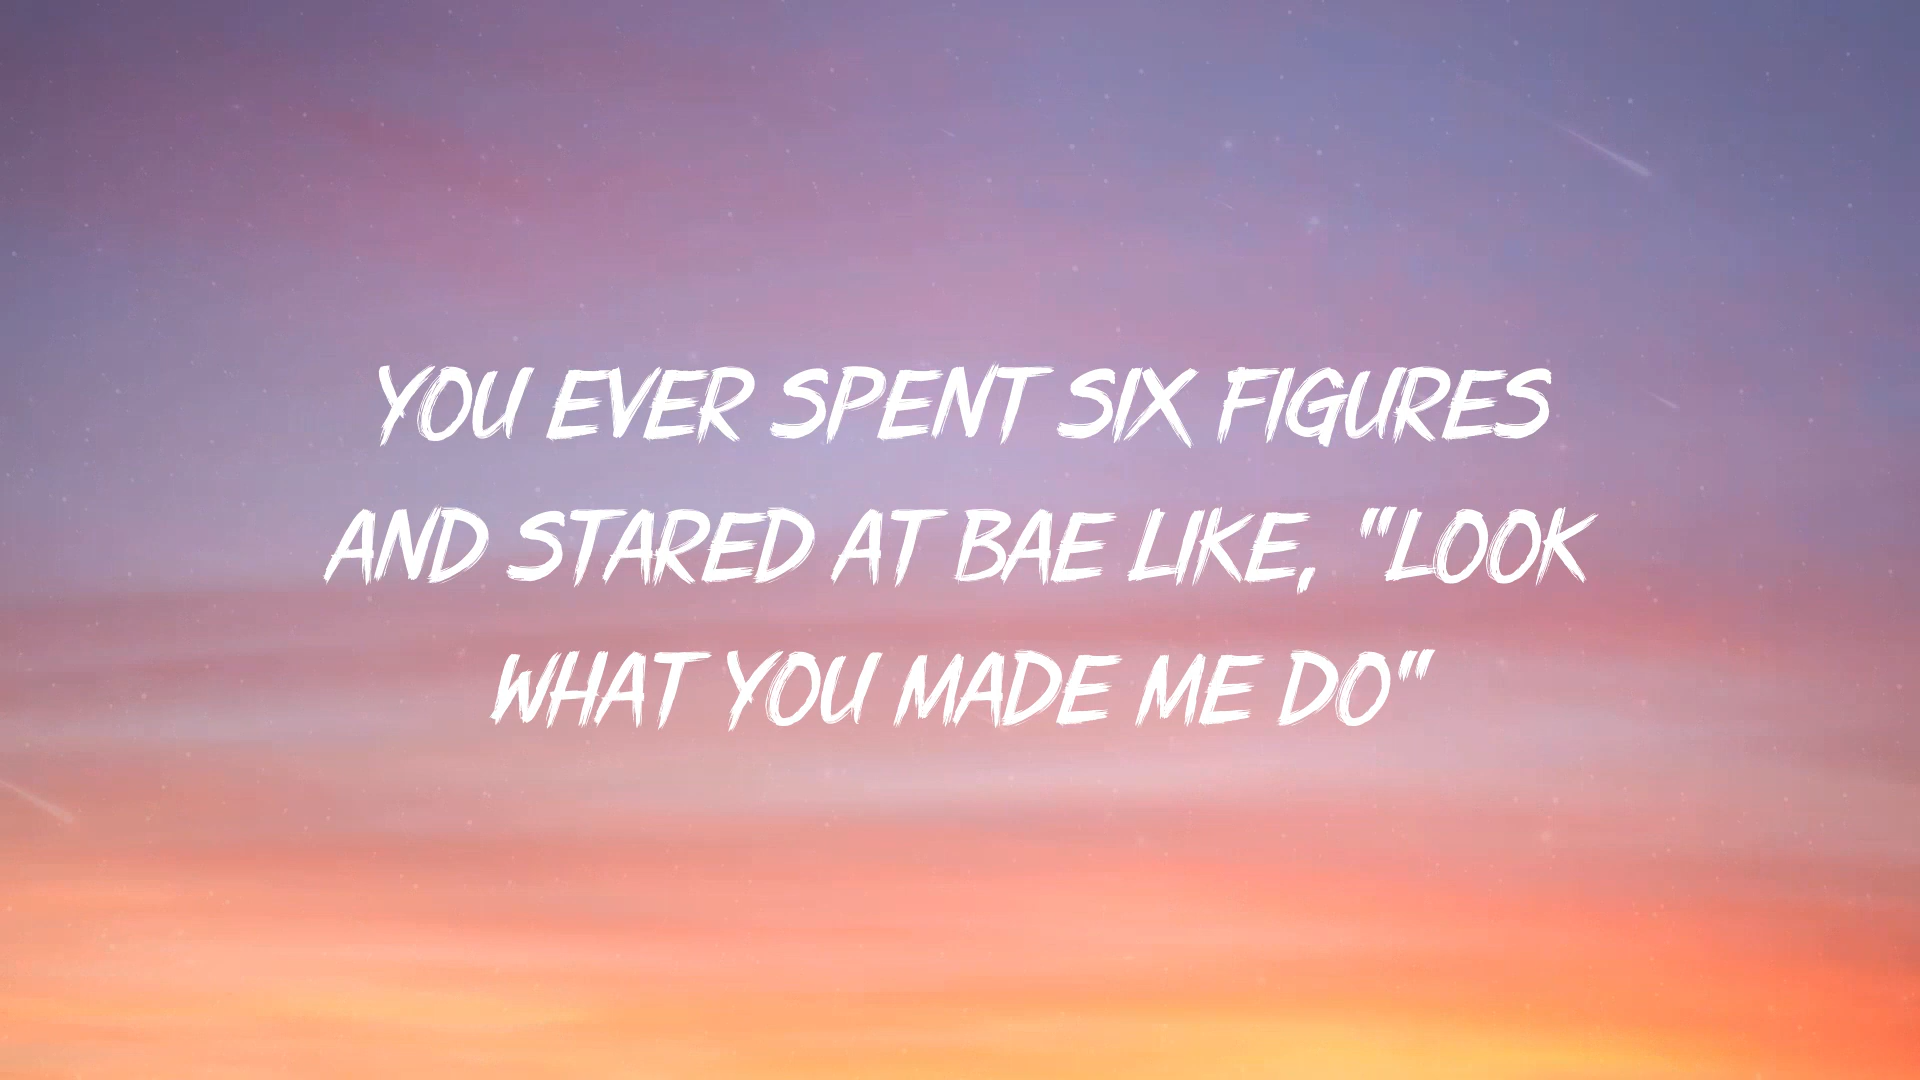 YOU EVER SPENT SIX FIGURES
AND STARED AT BAE LIKE, "LOOK
WHAT YOU MADE ME DO"